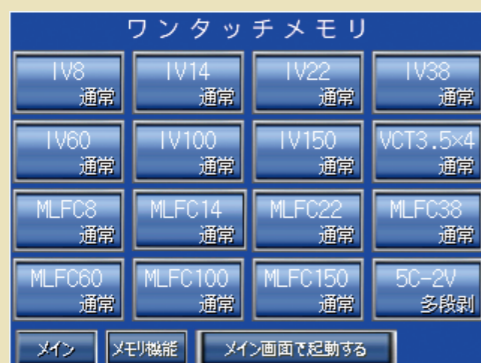 ワンタッチメモリ
IV8 IV14 IV22 IV38
通常 通常 通常 通常
IV60 IV100 IV150 VCT3.5×4
通常 通常 通常 通常
MLFC8 MLFC14 MLFC22 MLFC38
通常 通常 通常 通常
MLFC60 MLFC100 MLFC150 5C-2V
通常 通常 通常 多段剥
メイン メモリ機能 メイン画面で起動する